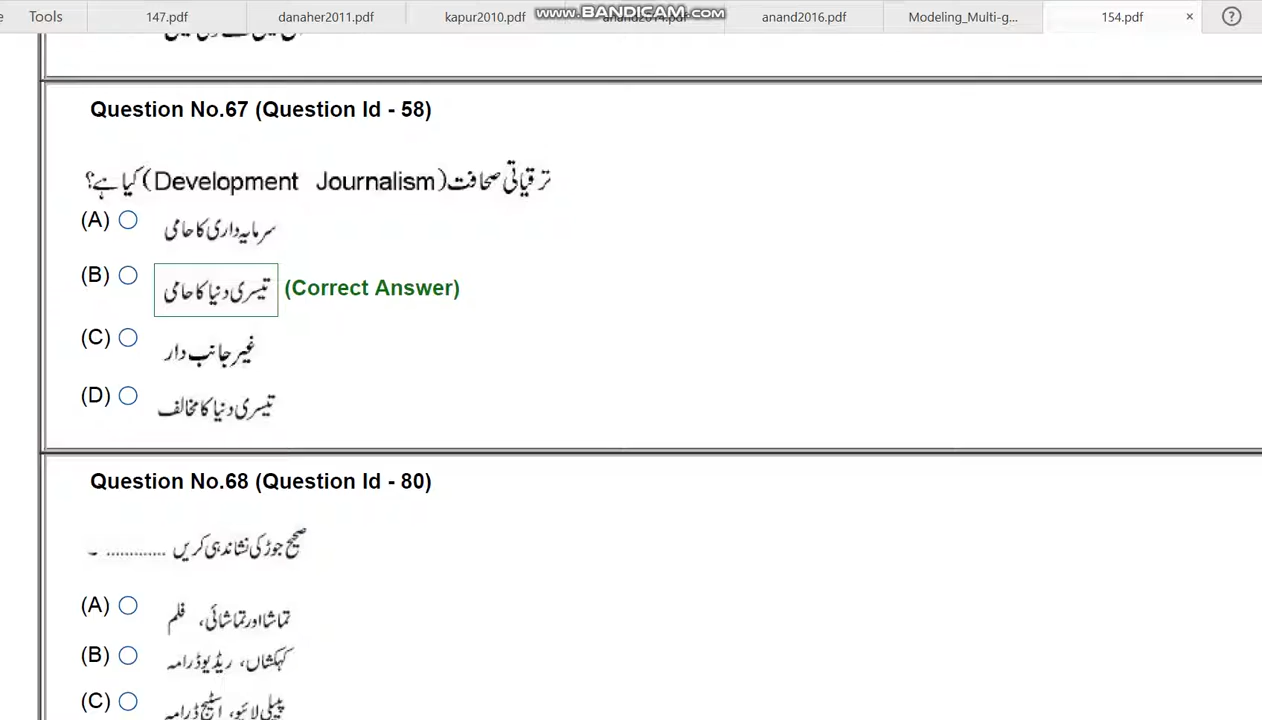 Tools 147.pdf danaher2011.pdf kapur2010.pdf anand2014.pdf anand2016.pdf Modeling_Multi-g... 154.pdf × ?
www.BANDICAM.com
Question No.67 (Question Id - 58)
ترقیاتی صحافت (Development Journalism) کیا ہے؟
(A) سرمایہ داری کا حامی
(B) تیسری دنیا کا حامی (Correct Answer)
(C) غیر جانب دار
(D) تیسری دنیا کا مخالف
Question No.68 (Question Id - 80)
صحیح جوڑ کی نشاندہی کریں ............. ۔
(A) تماشا اور تماشائی، فلم
(B) کہکشاں، ریڈیو ڈرامہ
(C) پیپلی لائیو، اسٹیج ڈرامہ